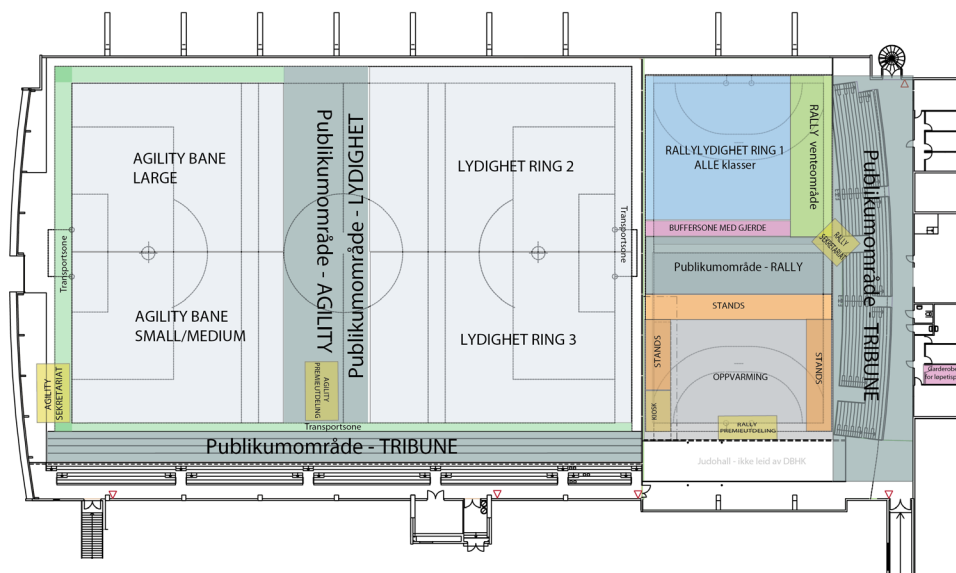 AGILITY BANE
LARGE
AGILITY BANE
SMALL/MEDIUM
Transportsone
AGILITY
SEKRETARIAT
Publikumområde - AGILITY
Publikumområde - LYDIGHET
AGILITY
PREMIEUTDELING
LYDIGHET RING 2
LYDIGHET RING 3
Transportsone
Transportsone
Publikumområde - TRIBUNE
RALLYLYDIGHET RING 1
ALLE klasser
RALLY venteområde
BUFFERSONE MED GJERDE
RALLY
SEKRETARIAT
Publikumområde - RALLY
STANDS
STANDS
OPPVARMING
STANDS
KIOSK
RALLY
PREMIEUTDELING
Judohall - ikke leid av DBHK
Publikumområde - TRIBUNE
Garderobe
for løpetisp